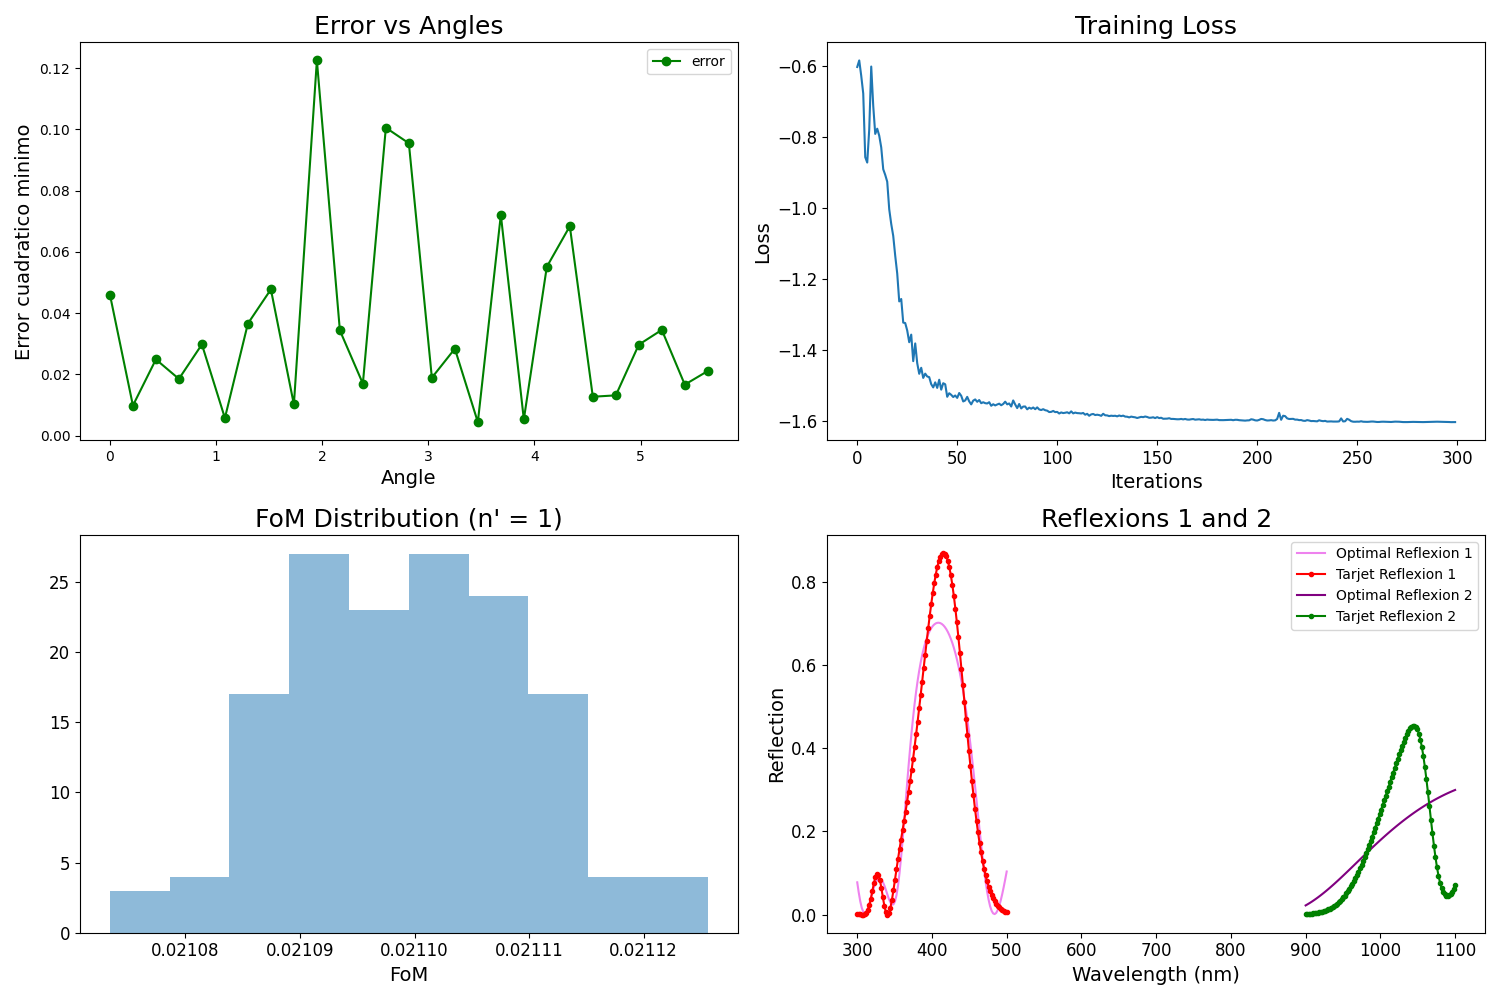 Error vs Angles
error
0.12
0.10
0.08
0.06
0.04
0.02
0.00
Error cuadratico minimo
0 1 2 3 4 5
Angle
Training Loss
−0.6
−0.8
−1.0
−1.2
−1.4
−1.6
Loss
0 50 100 150 200 250 300
Iterations
FoM Distribution (n' = 1)
25
20
15
10
5
0
0.02108 0.02109 0.02110 0.02111 0.02112
FoM
Reflexions 1 and 2
Optimal Reflexion 1
Tarjet Reflexion 1
Optimal Reflexion 2
Tarjet Reflexion 2
0.8
0.6
0.4
0.2
0.0
Reflection
300 400 500 600 700 800 900 1000 1100
Wavelength (nm)